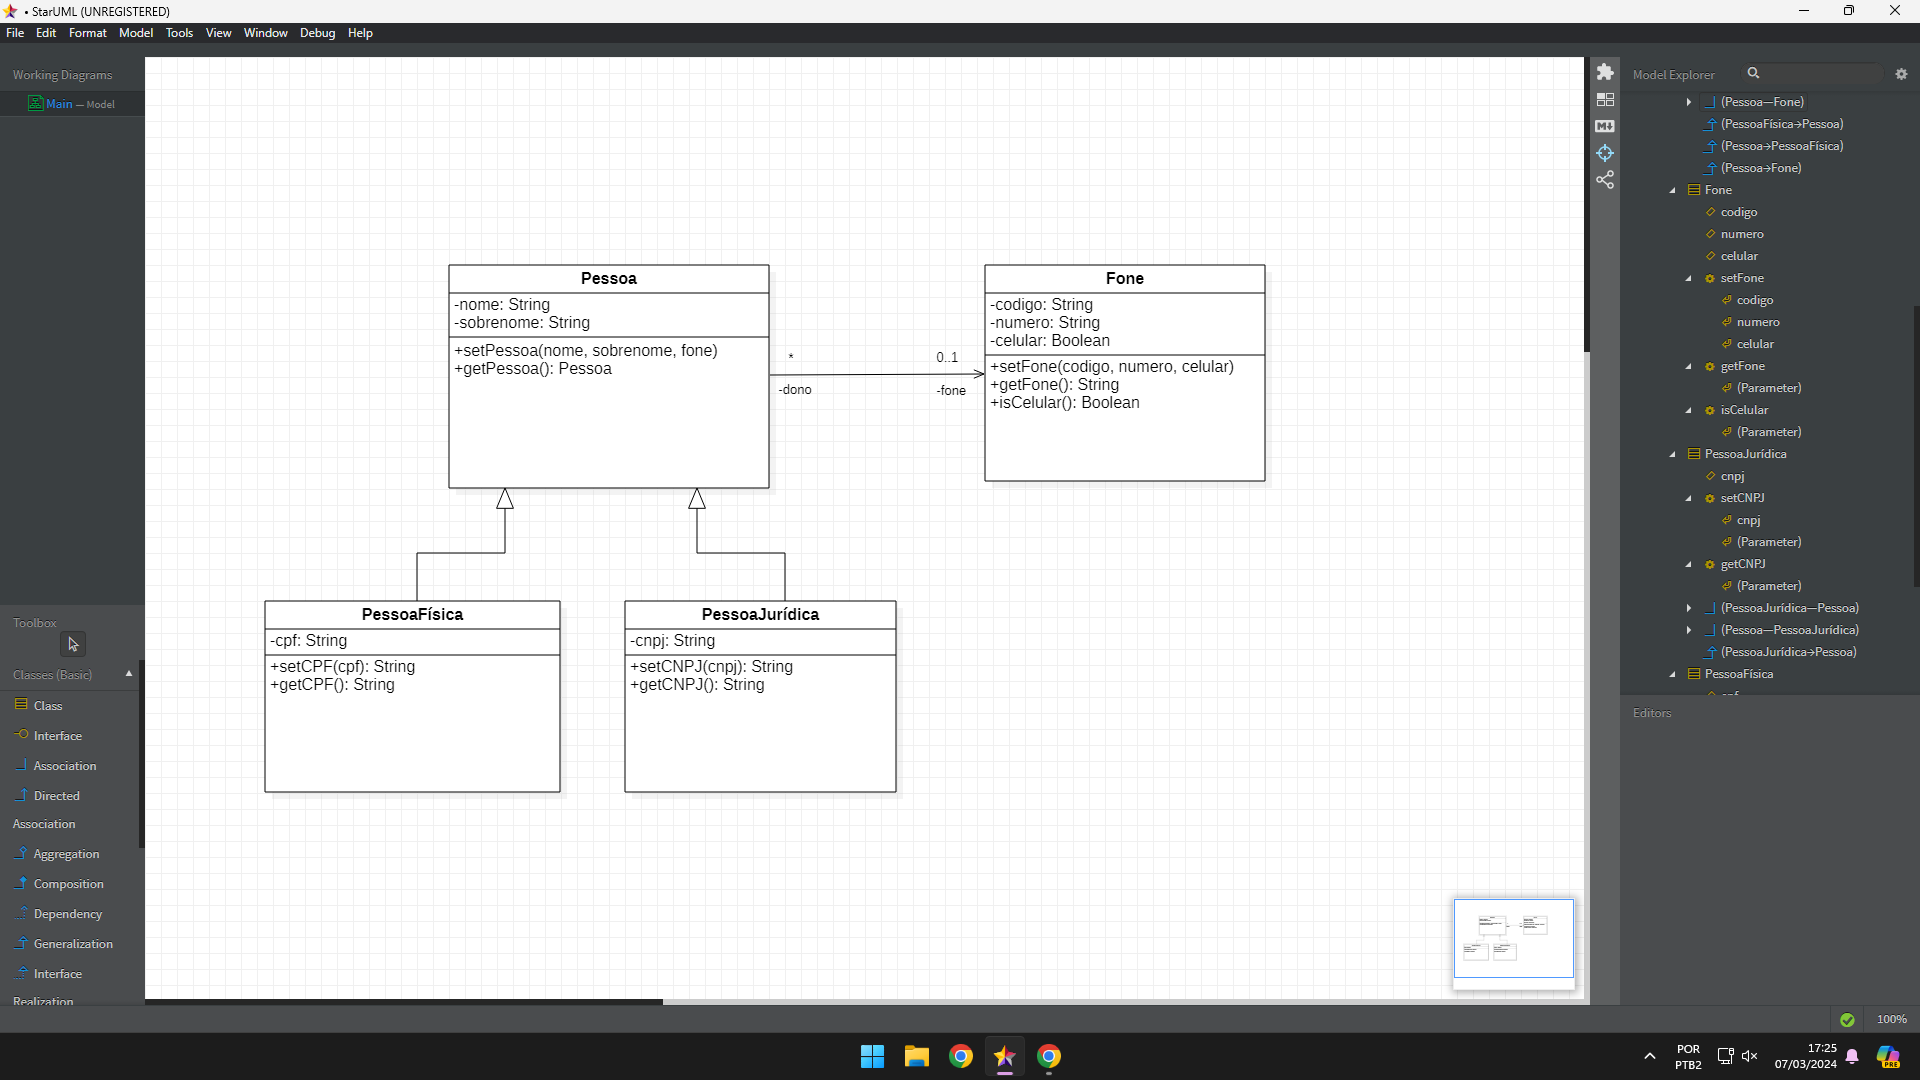 • StarUML (UNREGISTERED)
File Edit Format Model Tools View Window Debug Help
Working Diagrams
Main — Model
Toolbox
Classes (Basic)
Class
Interface
Association
Directed
Association
Aggregation
Composition
Dependency
Generalization
Interface
Realization
Pessoa
-nome: String
-sobrenome: String
+setPessoa(nome, sobrenome, fone)
+getPessoa(): Pessoa
*
-dono
0..1
-fone
Fone
-codigo: String
-numero: String
-celular: Boolean
+setFone(codigo, numero, celular)
+getFone(): String
+isCelular(): Boolean
PessoaFísica
-cpf: String
+setCPF(cpf): String
+getCPF(): String
PessoaJurídica
-cnpj: String
+setCNPJ(cnpj): String
+getCNPJ(): String
Model Explorer
(Pessoa—Fone)
(PessoaFísica→Pessoa)
(Pessoa→PessoaFísica)
(Pessoa→Fone)
Fone
codigo
numero
celular
setFone
codigo
numero
celular
getFone
(Parameter)
isCelular
(Parameter)
PessoaJurídica
cnpj
setCNPJ
cnpj
(Parameter)
getCNPJ
(Parameter)
(PessoaJurídica—Pessoa)
(Pessoa—PessoaJurídica)
(PessoaJurídica→Pessoa)
PessoaFísica
Editors
100%
POR
PTB2
17:25
07/03/2024
PRE